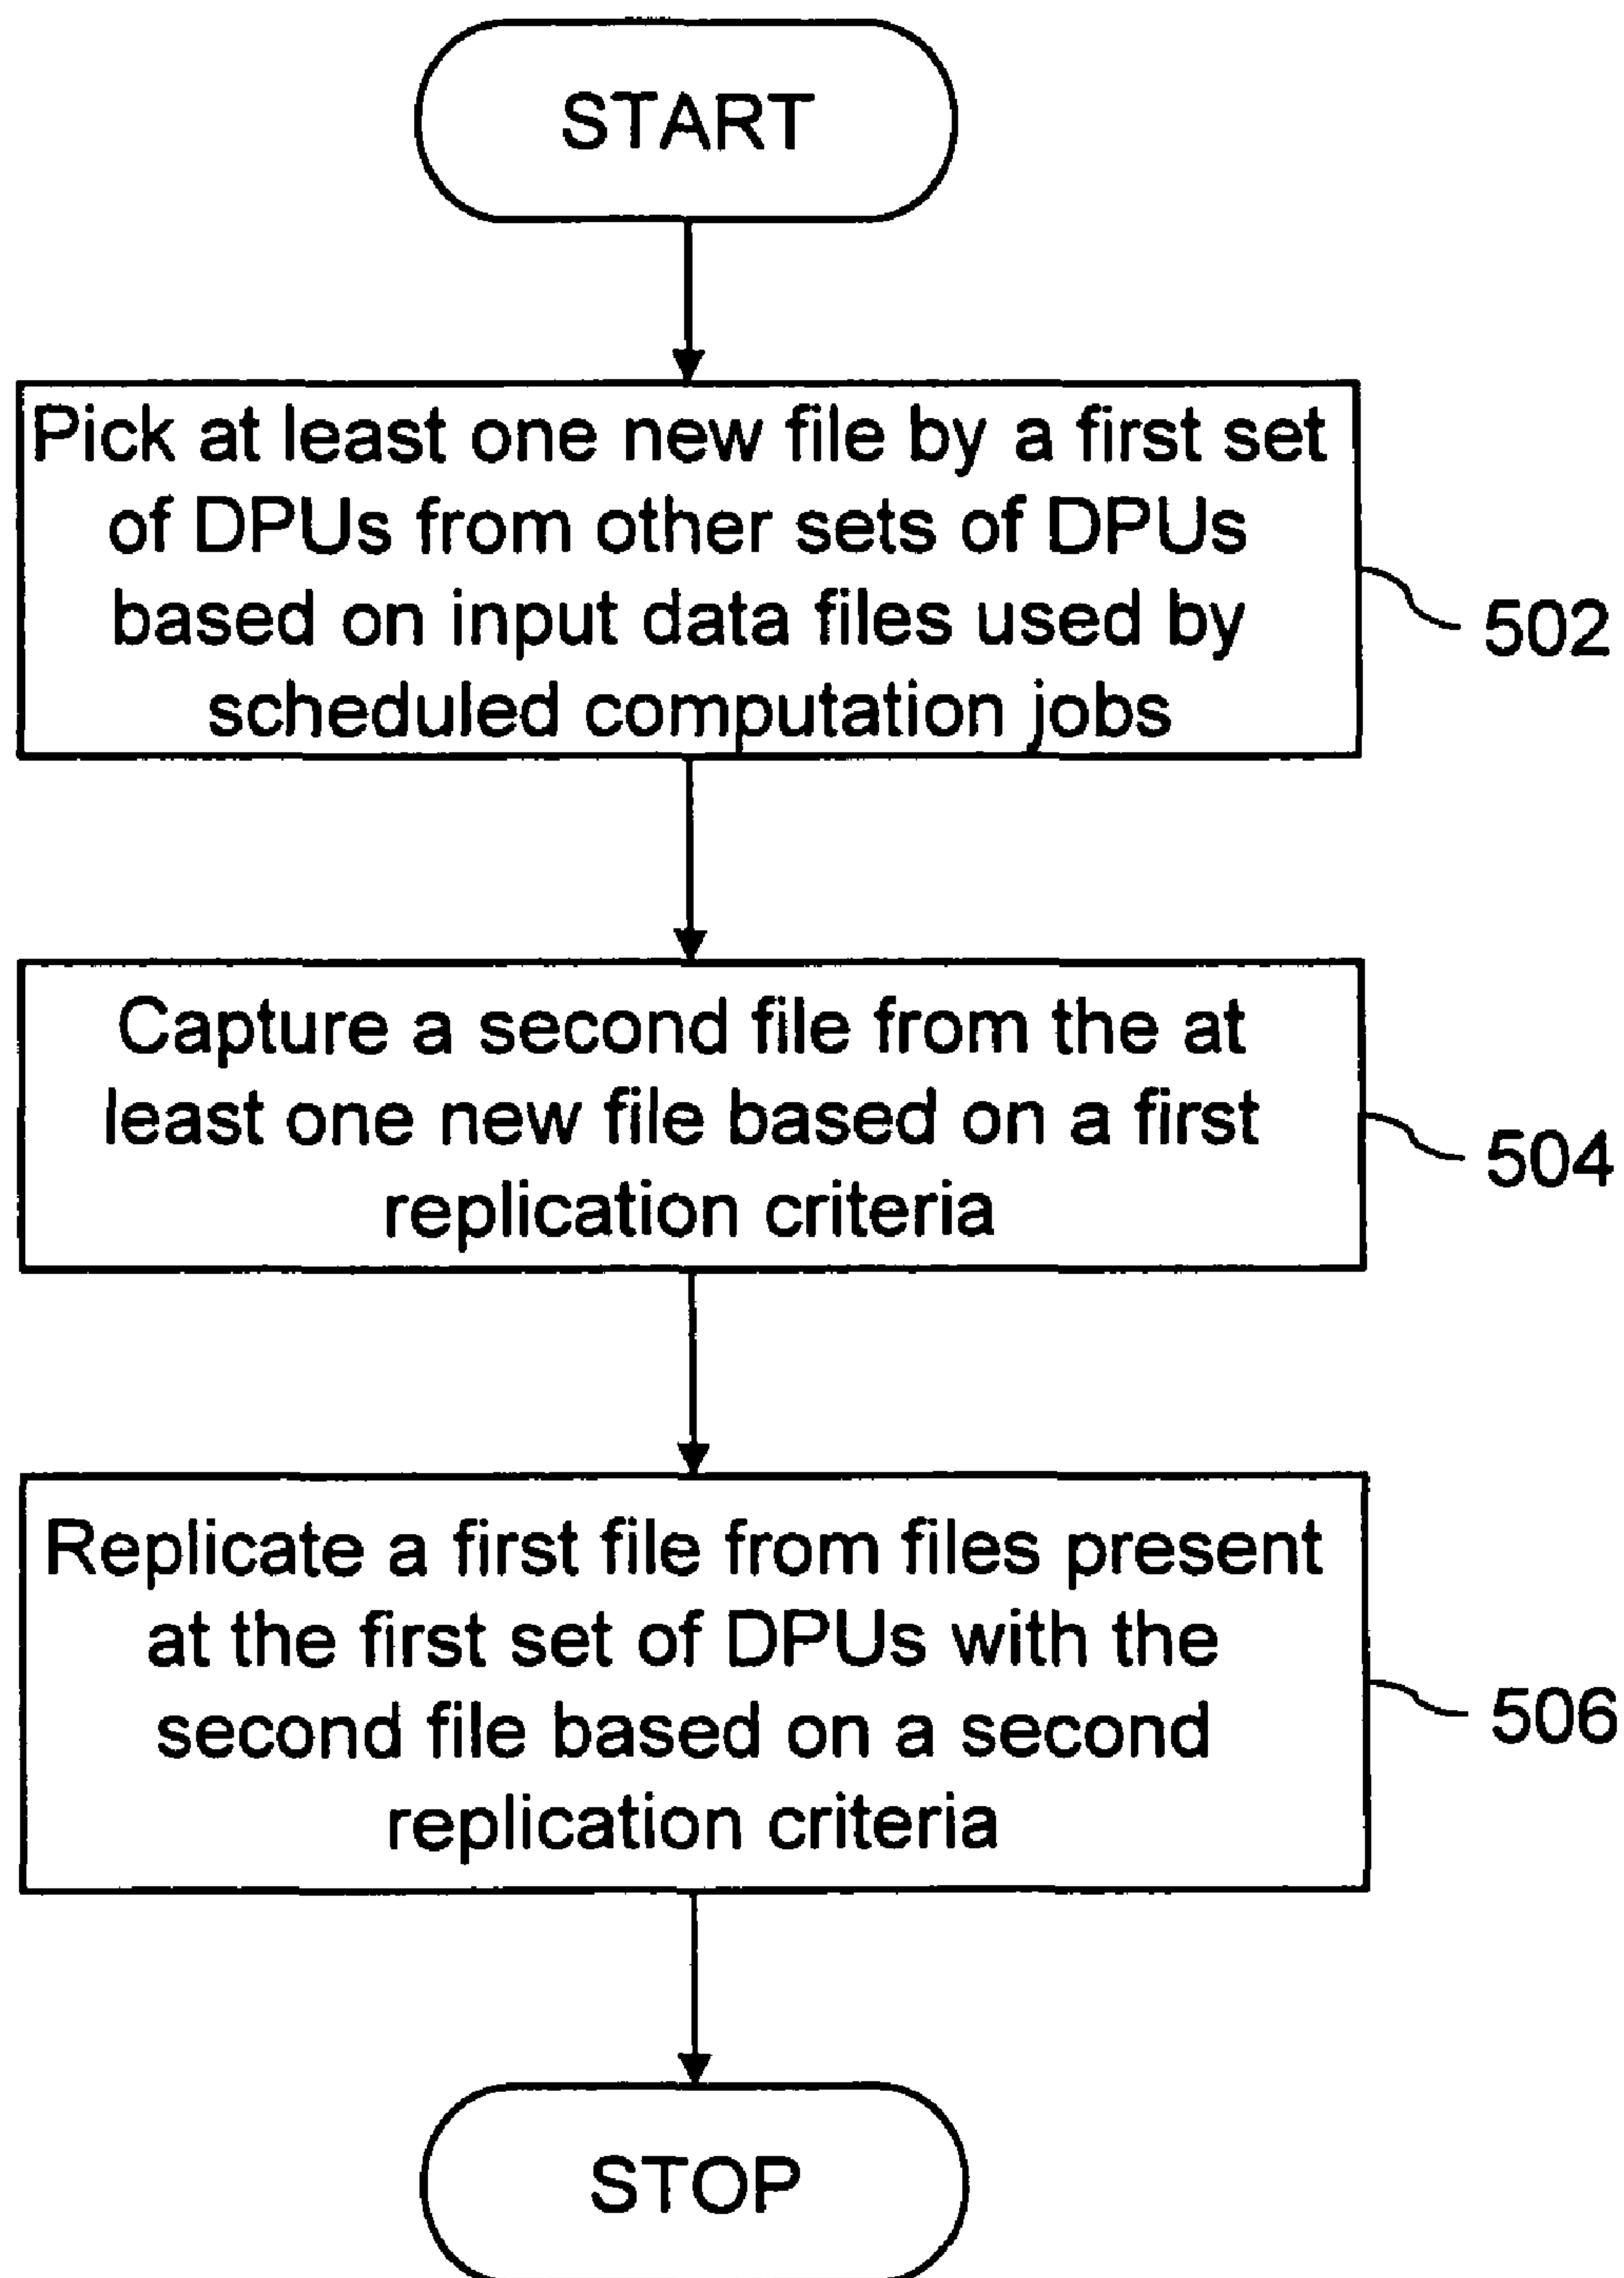 START
Pick at least one new file by a first set
of DPUs from other sets of DPUs
based on input data files used by
scheduled computation jobs
502
Capture a second file from the at
least one new file based on a first
replication criteria
504
Replicate a first file from files present
at the first set of DPUs with the
second file based on a second
replication criteria
506
STOP